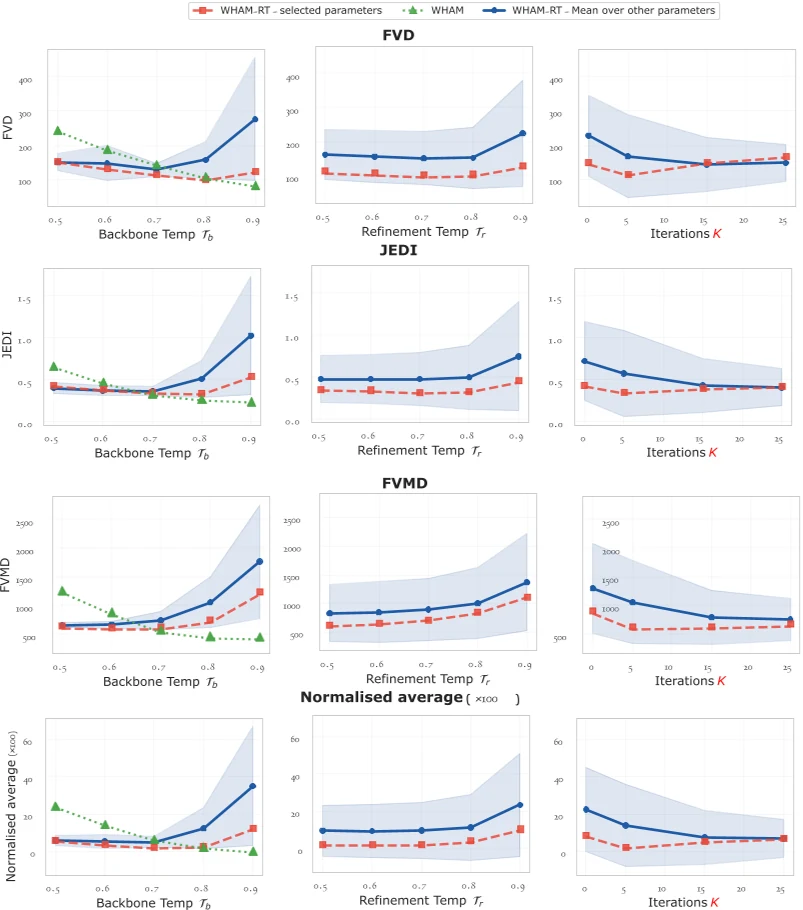 WHAM-RT - selected parameters WHAM WHAM-RT - Mean over other parameters
FVD
FVD
400
300
200
100
0.5 0.6 0.7 0.8 0.9
Backbone Temp 𝒯b
400
300
200
100
0.5 0.6 0.7 0.8 0.9
Refinement Temp 𝒯r
400
300
200
100
0 5 10 15 20 25
Iterations K
JEDI
JEDI
1.5
1.0
0.5
0.0
0.5 0.6 0.7 0.8 0.9
Backbone Temp 𝒯b
1.5
1.0
0.5
0.0
0.5 0.6 0.7 0.8 0.9
Refinement Temp 𝒯r
1.5
1.0
0.5
0.0
0 5 10 15 20 25
Iterations K
FVMD
FVMD
2500
2000
1500
1000
500
0.5 0.6 0.7 0.8 0.9
Backbone Temp 𝒯b
2500
2000
1500
1000
500
0.5 0.6 0.7 0.8 0.9
Refinement Temp 𝒯r
2500
2000
1500
1000
500
0 5 10 15 20 25
Iterations K
Normalised average ( ×100 )
Normalised average (×100)
60
40
20
0
0.5 0.6 0.7 0.8 0.9
Backbone Temp 𝒯b
60
40
20
0
0.5 0.6 0.7 0.8 0.9
Refinement Temp 𝒯r
60
40
20
0
0 5 10 15 20 25
Iterations K